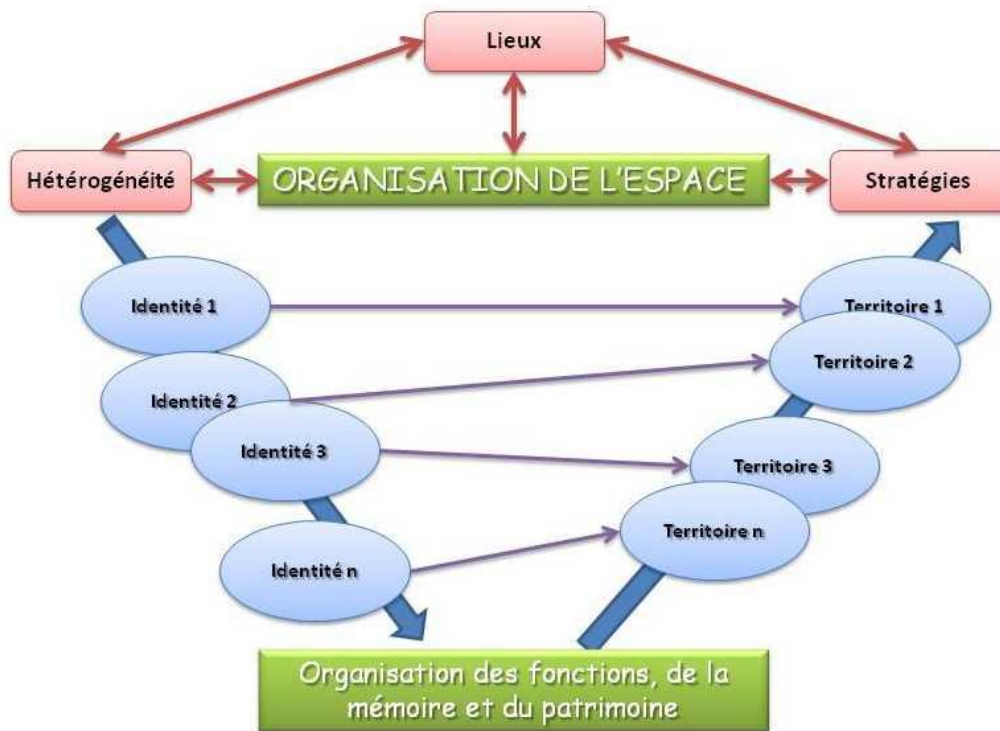 Lieux
Hétérogénéité
ORGANISATION DE L'ESPACE
Stratégies
Identité 1
Territoire 1
Identité 2
Territoire 2
Identité 3
Territoire 3
Identité n
Territoire n
Organisation des fonctions, de la
mémoire et du patrimoine